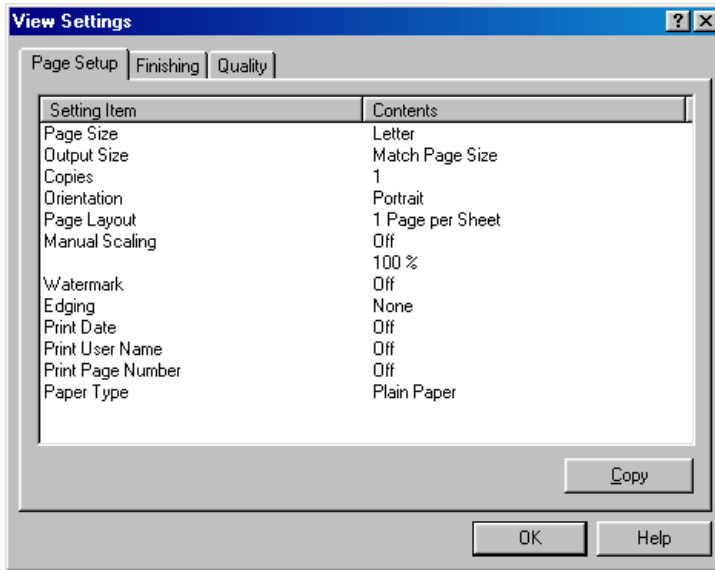 View Settings
Page Setup Finishing Quality
Setting Item Contents
Page Size Letter
Output Size Match Page Size
Copies 1
Orientation Portrait
Page Layout 1 Page per Sheet
Manual Scaling Off
100 %
Watermark Off
Edging None
Print Date Off
Print User Name Off
Print Page Number Off
Paper Type Plain Paper
Copy
OK Help